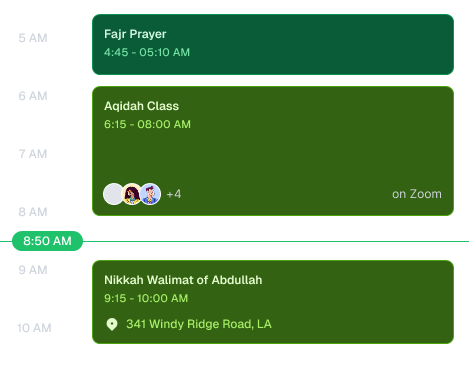 5 AM
Fajr Prayer
4:45 - 05:10 AM
6 AM
Aqidah Class
6:15 - 08:00 AM
7 AM
+4
on Zoom
8 AM
8:50 AM
9 AM
Nikkah Walimat of Abdullah
9:15 - 10:00 AM
341 Windy Ridge Road, LA
10 AM